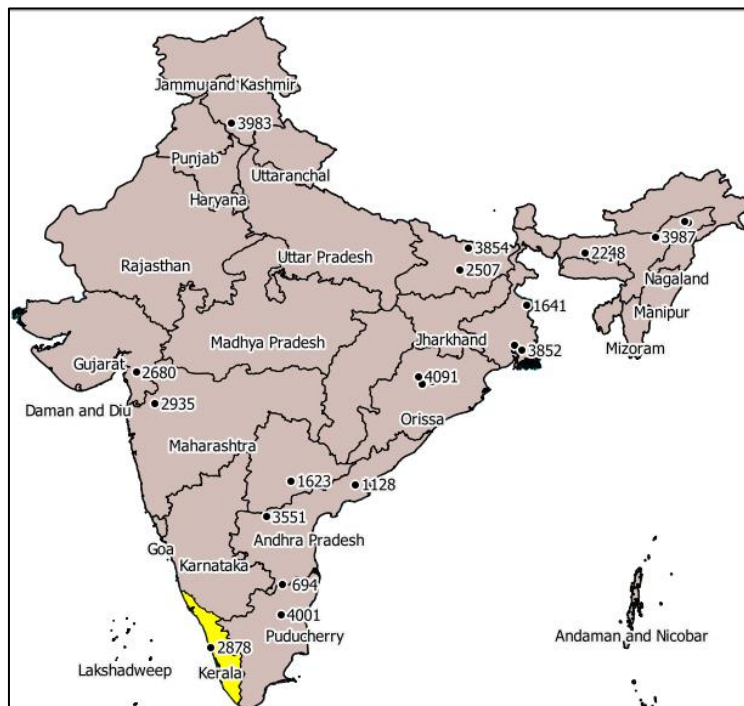 Jammu and Kashmir
3983
Punjab
Uttaranchal
Haryana
3854
3987
Uttar Pradesh
2248
Rajasthan
2507
Nagaland
1641
Manipur
Madhya Pradesh
Jharkhand
3852
Mizoram
Gujarat
2680
4091
2935
Daman and Diu
Orissa
Maharashtra
1623
1128
3551
Andhra Pradesh
Goa
Karnataka
694
4001
Puducherry
Andaman and Nicobar
2878
Lakshadweep
Kerala